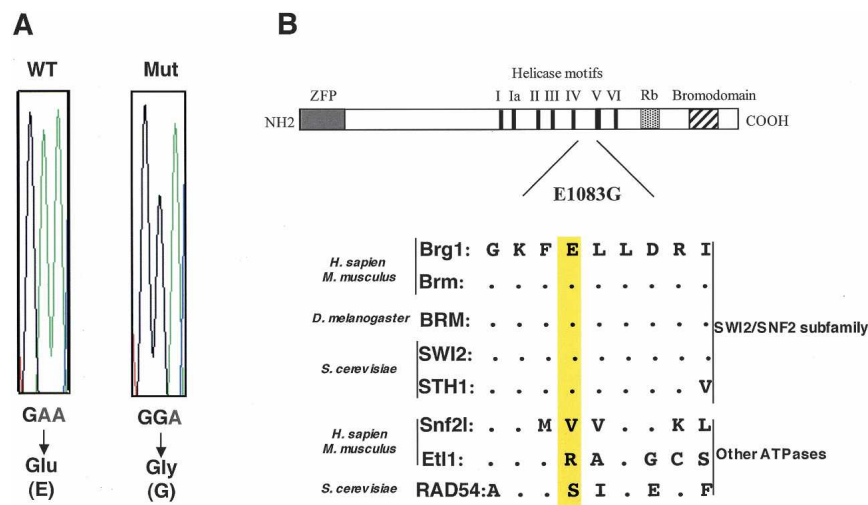 A
WT Mut
GAA GGA
Glu Gly
(E) (G)
B
Helicase motifs
ZFP I Ia II III IV V VI Rb Bromodomain
NH2 COOH
E1083G
H. sapien
M. musculus
Brg1: G K F E L L D R I
Brm: . . . . . . . . .
D. melanogaster BRM: . . . . . . . . .
SWI2/SNF2 subfamily
S. cerevisiae
SWI2: . . . . . . . . .
STH1: . . . . . . . . V
H. sapien
M. musculus
Snf2l: . . M V V . . K L
Etl1: . . . R A . G C S
Other ATPases
S. cerevisiae RAD54: A . . S I . E . F